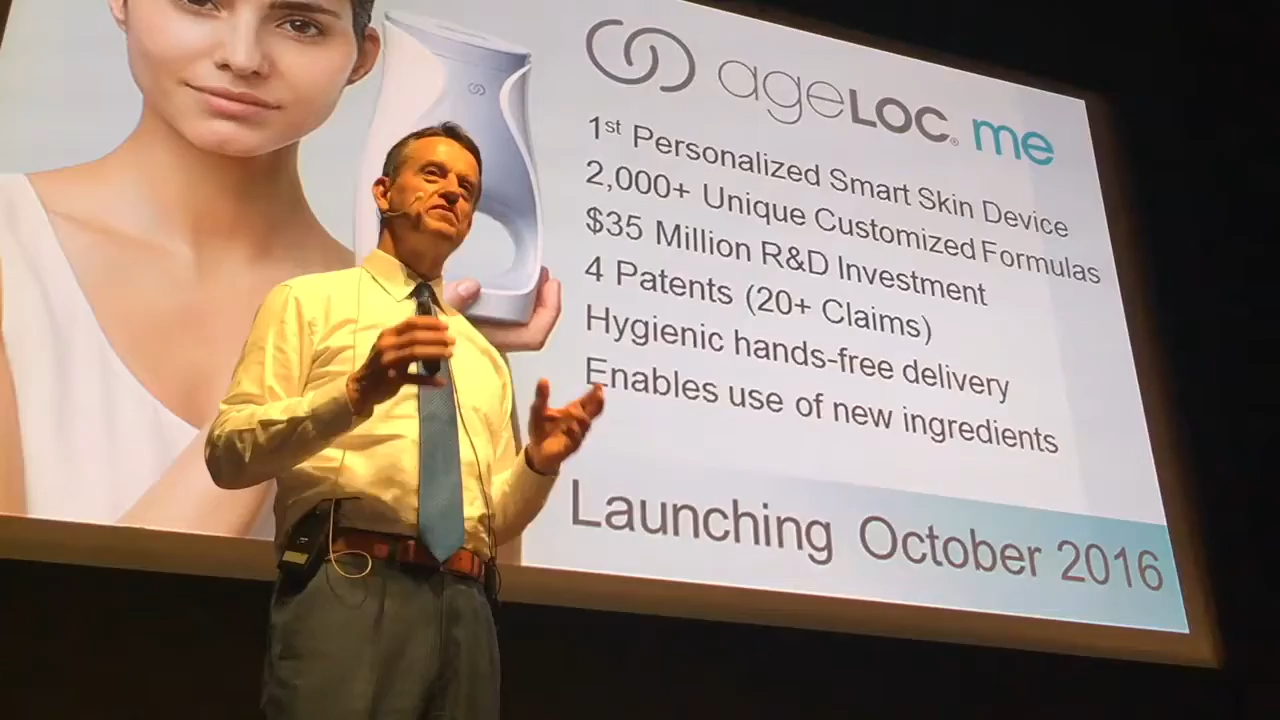 ageLOC® me
1st Personalized Smart Skin Device
2,000+ Unique Customized Formulas
$35 Million R&D Investment
4 Patents (20+ Claims)
Hygienic hands-free delivery
Enables use of new ingredients
Launching October 2016